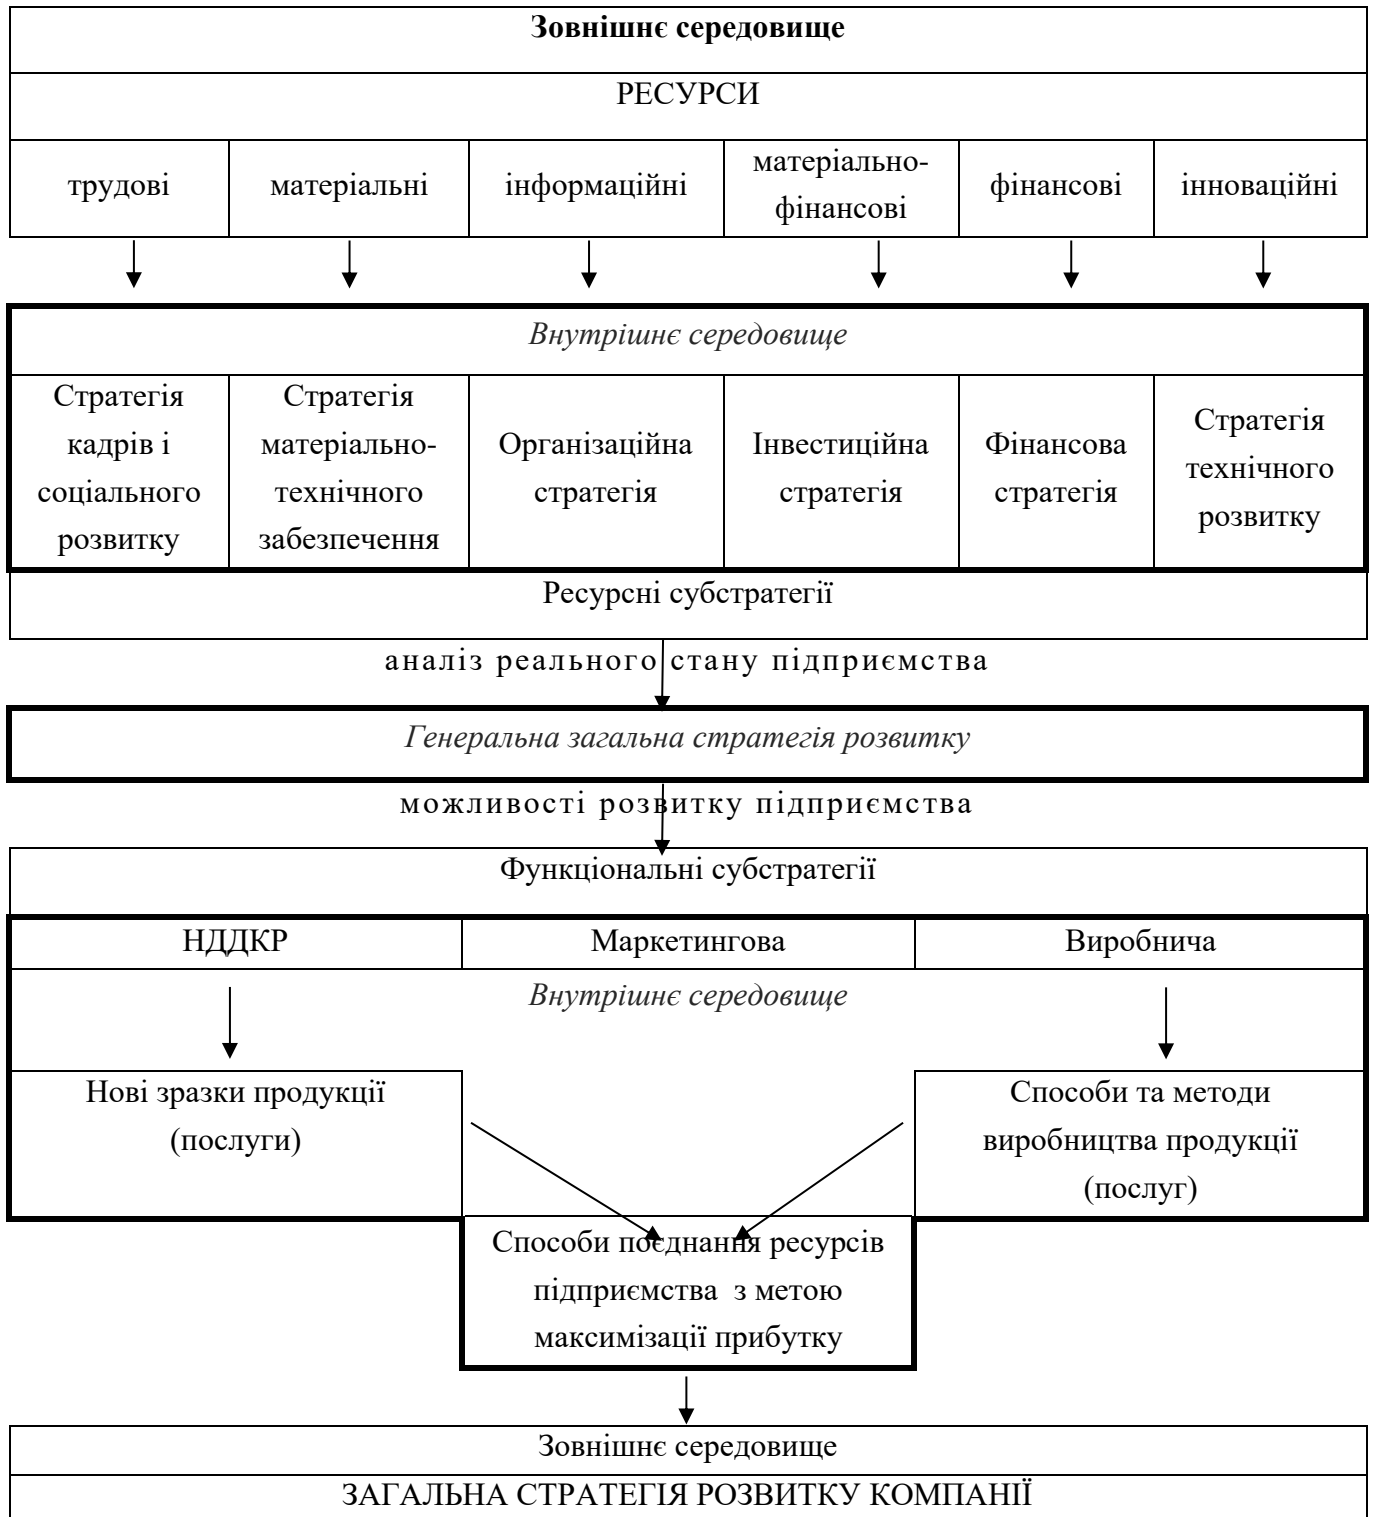 Зовнішнє середовище
РЕСУРСИ
трудові
матеріальні
інформаційні
матеріально-
фінансові
фінансові
інноваційні
Внутрішнє середовище
Стратегія
кадрів і
соціального
розвитку
Стратегія
матеріально-
технічного
забезпечення
Організаційна
стратегія
Інвестиційна
стратегія
Фінансова
стратегія
Стратегія
технічного
розвитку
Ресурсні субстратегії
аналіз реального стану підприємства
Генеральна загальна стратегія розвитку
можливості розвитку підприємства
Функціональні субстратегії
НДДКР
Маркетингова
Виробнича
Внутрішнє середовище
Нові зразки продукції
(послуги)
Способи та методи
виробництва продукції
(послуг)
Способи поєднання ресурсів
підприємства з метою
максимізації прибутку
Зовнішнє середовище
ЗАГАЛЬНА СТРАТЕГІЯ РОЗВИТКУ КОМПАНІЇ